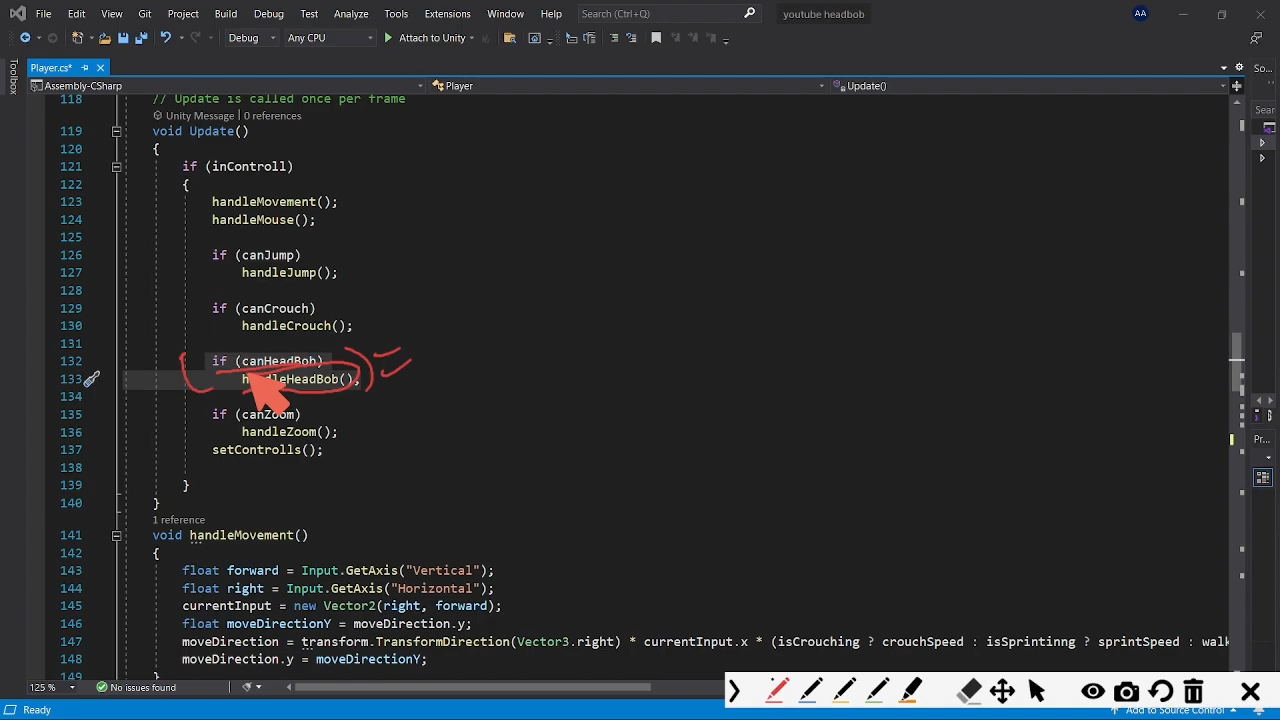 File Edit View Git Project Build Debug Test Analyze Tools Extensions Window Help Search (Ctrl+Q) youtube headbob AA
Debug Any CPU Attach to Unity
Toolbox
Player.cs* So...
Assembly-CSharp Player Update()
118 // Update is called once per frame
Unity Message | 0 references
119 void Update()
120 {
121 if (inControll)
122 {
123 handleMovement();
124 handleMouse();
125
126 if (canJump)
127 handleJump();
128
129 if (canCrouch)
130 handleCrouch();
131
132 if (canHeadBob)
133 handleHeadBob();
134
135 if (canZoom)
136 handleZoom();
137 setControlls();
138
139 }
140 }
1 reference
141 void handleMovement()
142 {
143 float forward = Input.GetAxis("Vertical");
144 float right = Input.GetAxis("Horizontal");
145 currentInput = new Vector2(right, forward);
146 float moveDirectionY = moveDirection.y;
147 moveDirection = transform.TransformDirection(Vector3.right) * currentInput.x * (isCrouching ? crouchSpeed : isSprintinng ? sprintSpeed : walk
148 moveDirection.y = moveDirectionY;
149 }
Sear
Pr...
125 % No issues found
Ready Add to Source Control